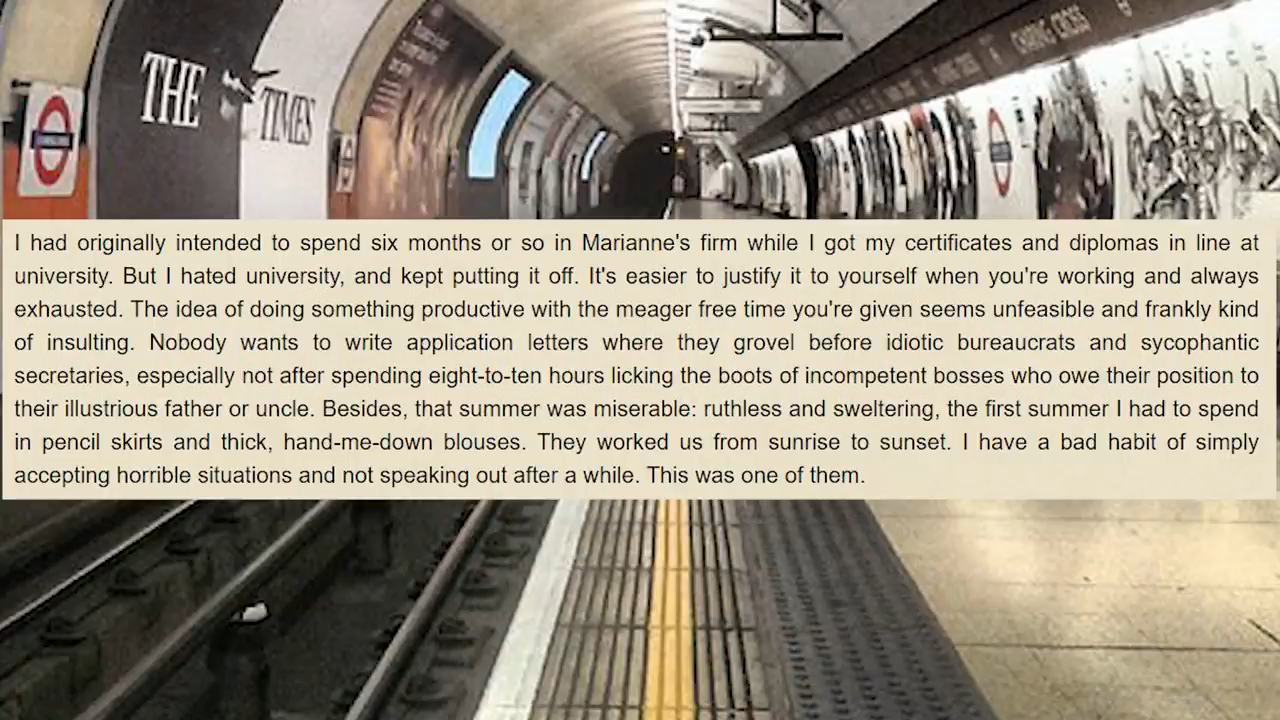 THE TIMES
CHARING CROSS
I had originally intended to spend six months or so in Marianne's firm while I got my certificates and diplomas in line at
university. But I hated university, and kept putting it off. It's easier to justify it to yourself when you're working and always
exhausted. The idea of doing something productive with the meager free time you're given seems unfeasible and frankly kind
of insulting. Nobody wants to write application letters where they grovel before idiotic bureaucrats and sycophantic
secretaries, especially not after spending eight-to-ten hours licking the boots of incompetent bosses who owe their position to
their illustrious father or uncle. Besides, that summer was miserable: ruthless and sweltering, the first summer I had to spend
in pencil skirts and thick, hand-me-down blouses. They worked us from sunrise to sunset. I have a bad habit of simply
accepting horrible situations and not speaking out after a while. This was one of them.